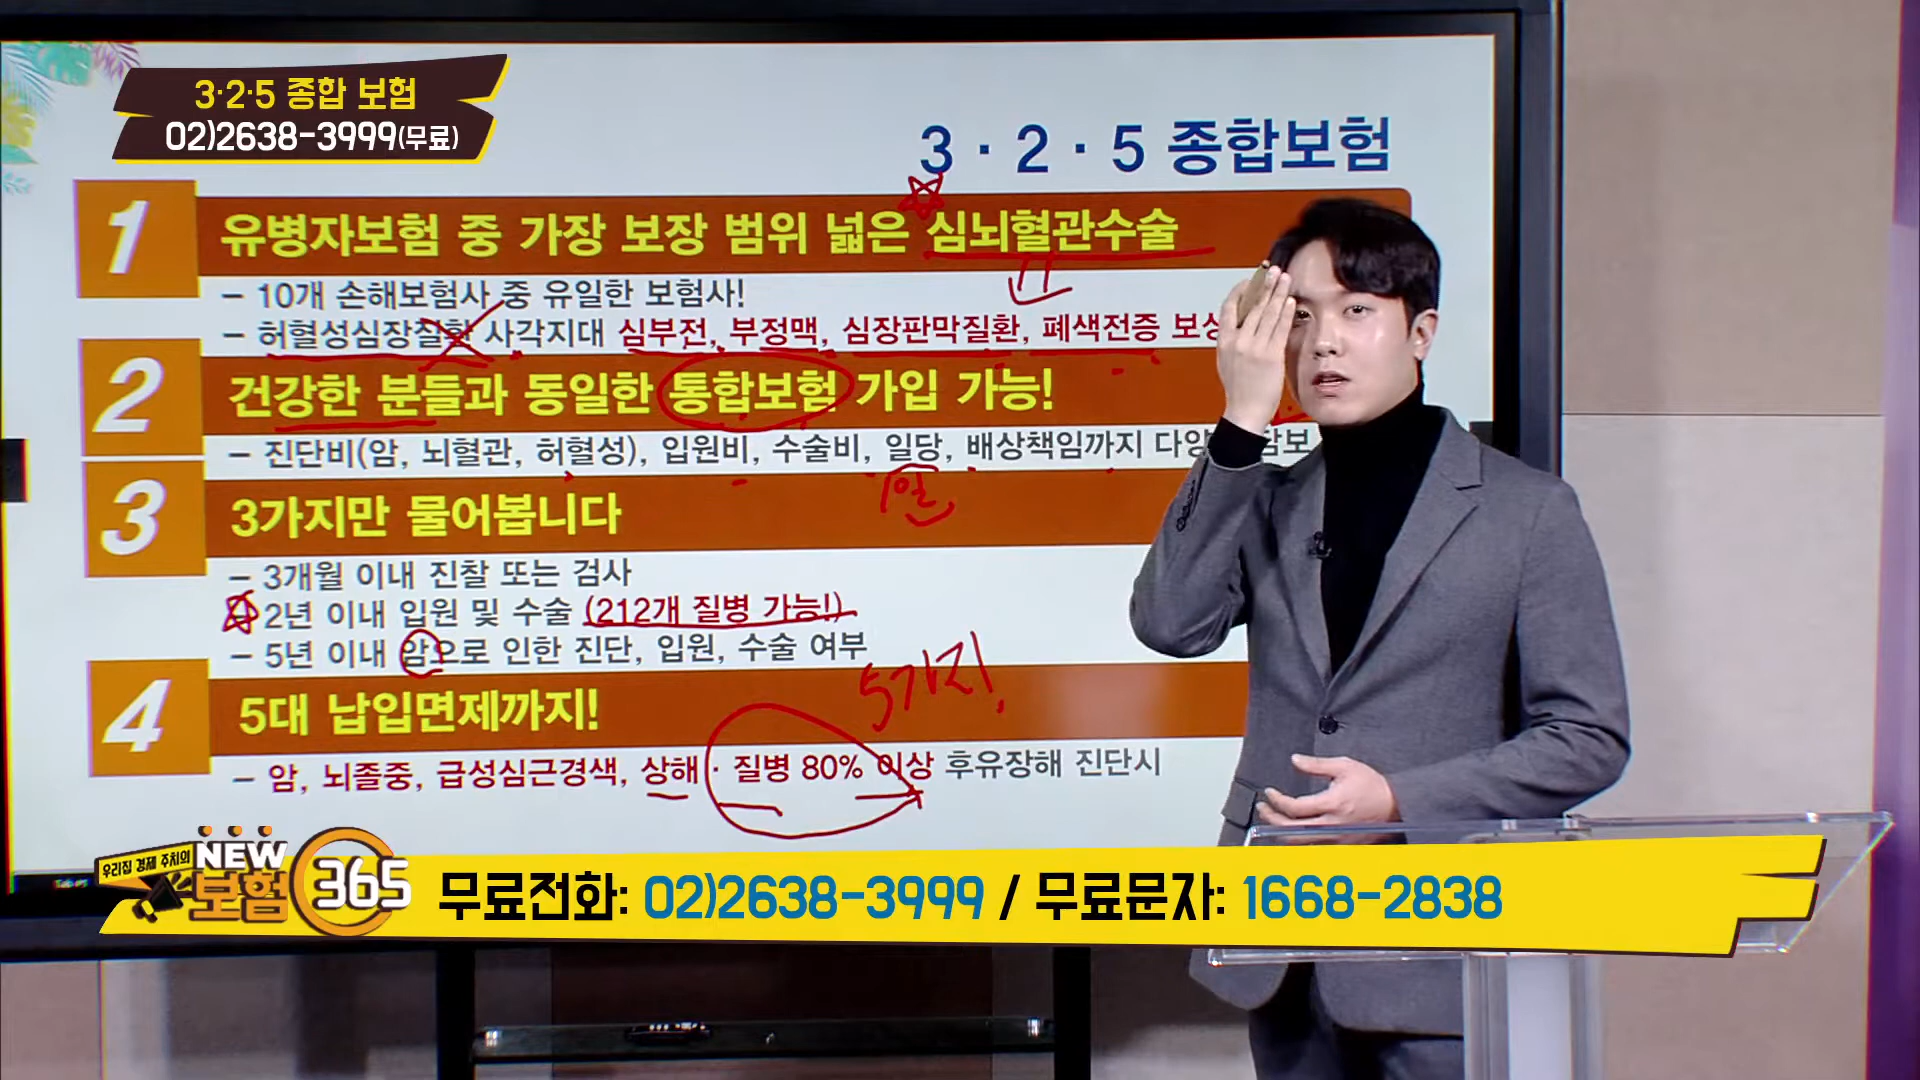 3·2·5 종합 보험
02)2638-3999(무료)
3·2·5 종합보험
1 유병자보험 중 가장 보장 범위 넓은 심뇌혈관수술
- 10개 손해보험사 중 유일한 보험사!
- 허혈성심장질환 사각지대 심부전, 부정맥, 심장판막질환, 폐색전증 보상
2 건강한 분들과 동일한 통합보험 가입 가능!
- 진단비(암, 뇌혈관, 허혈성), 입원비, 수술비, 일당, 배상책임까지 다양 담보
일
3 3가지만 물어봅니다
- 3개월 이내 진찰 또는 검사
- 2년 이내 입원 및 수술 (212개 질병 가능!)
- 5년 이내 암으로 인한 진단, 입원, 수술 여부
5가지
4 5대 납입면제까지!
- 암, 뇌졸중, 급성심근경색, 상해 · 질병 80% 이상 후유장해 진단시
우리집 경제 주치의
NEW
보험 365
무료전화: 02)2638-3999 / 무료문자: 1668-2838